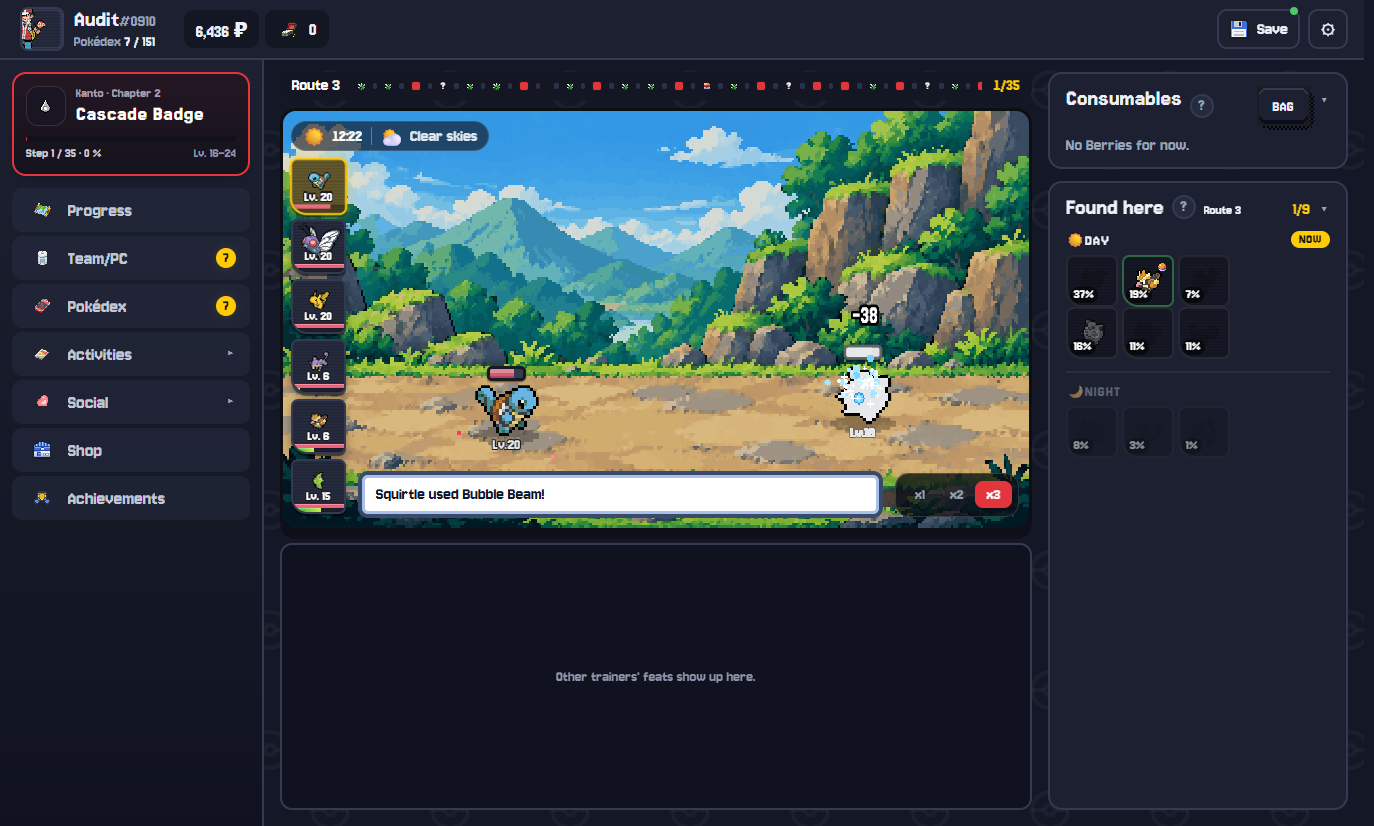 Audit#0910
Pokédex 7 / 151
6,436 ₽
0
Save
Kanto · Chapter 2
Cascade Badge
Step 1 / 35 · 0 %
Lv. 16-24
Progress
Team/PC
7
Pokédex
7
Activities
Social
Shop
Achievements
Route 3
?
?
?
1/35
12:22
Clear skies
Lv. 20
Lv. 20
Lv. 20
Lv. 6
Lv. 6
Lv. 15
-38
Lv.20
Squirtle used Bubble Beam!
x1
x2
x3
Other trainers' feats show up here.
Consumables
?
BAG
No Berries for now.
Found here
?
Route 3
1/9
DAY
NOW
37%
19%
7%
16%
11%
11%
NIGHT
8%
3%
1%